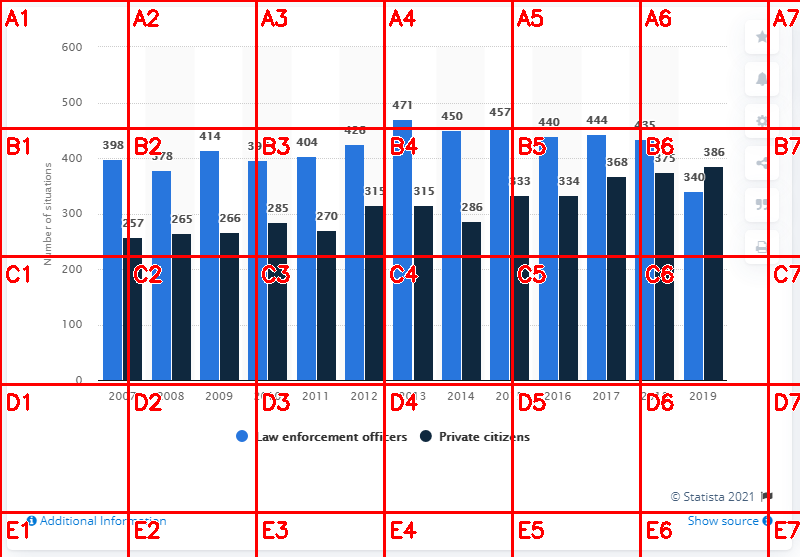 A1 A2 A3 A4 A5 A6 A7
600
500
471
450 457
440 444 435
428
B1 B2 B3 B4 B5 B6 B7
398 414 404
400
368 375 386
340
315 315 333 334
300
285 286
257 265 266 270
Number of situations
200
C1 C2 C3 C4 C5 C6 C7
100
0
2007 2008 2009 2011 2012 2013 2014 2016 2017 2019
D1 D2 D3 D4 D5 D6 D7
Law enforcement officers Private citizens
© Statista 2021
Additional Information Show source
E1 E2 E3 E4 E5 E6 E7